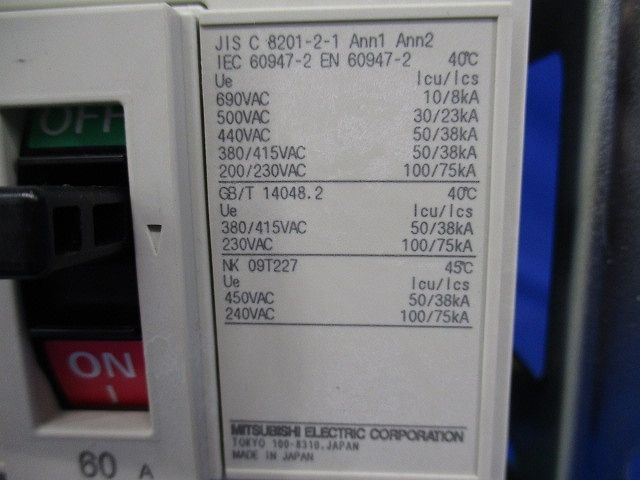 JIS C 8201-2-1 Ann1 Ann2
IEC 60947-2 EN 60947-2 40℃
Ue Icu/Ics
690VAC 10/8kA
500VAC 30/23kA
440VAC 50/38kA
380/415VAC 50/38kA
200/230VAC 100/75kA
GB/T 14048.2 40℃
Ue Icu/Ics
380/415VAC 50/38kA
230VAC 100/75kA
NK 09T227 45℃
Ue Icu/Ics
450VAC 50/38kA
240VAC 100/75kA
MITSUBISHI ELECTRIC CORPORATION
TOKYO 100-8310, JAPAN
MADE IN JAPAN
OFF
ON
I
60 A